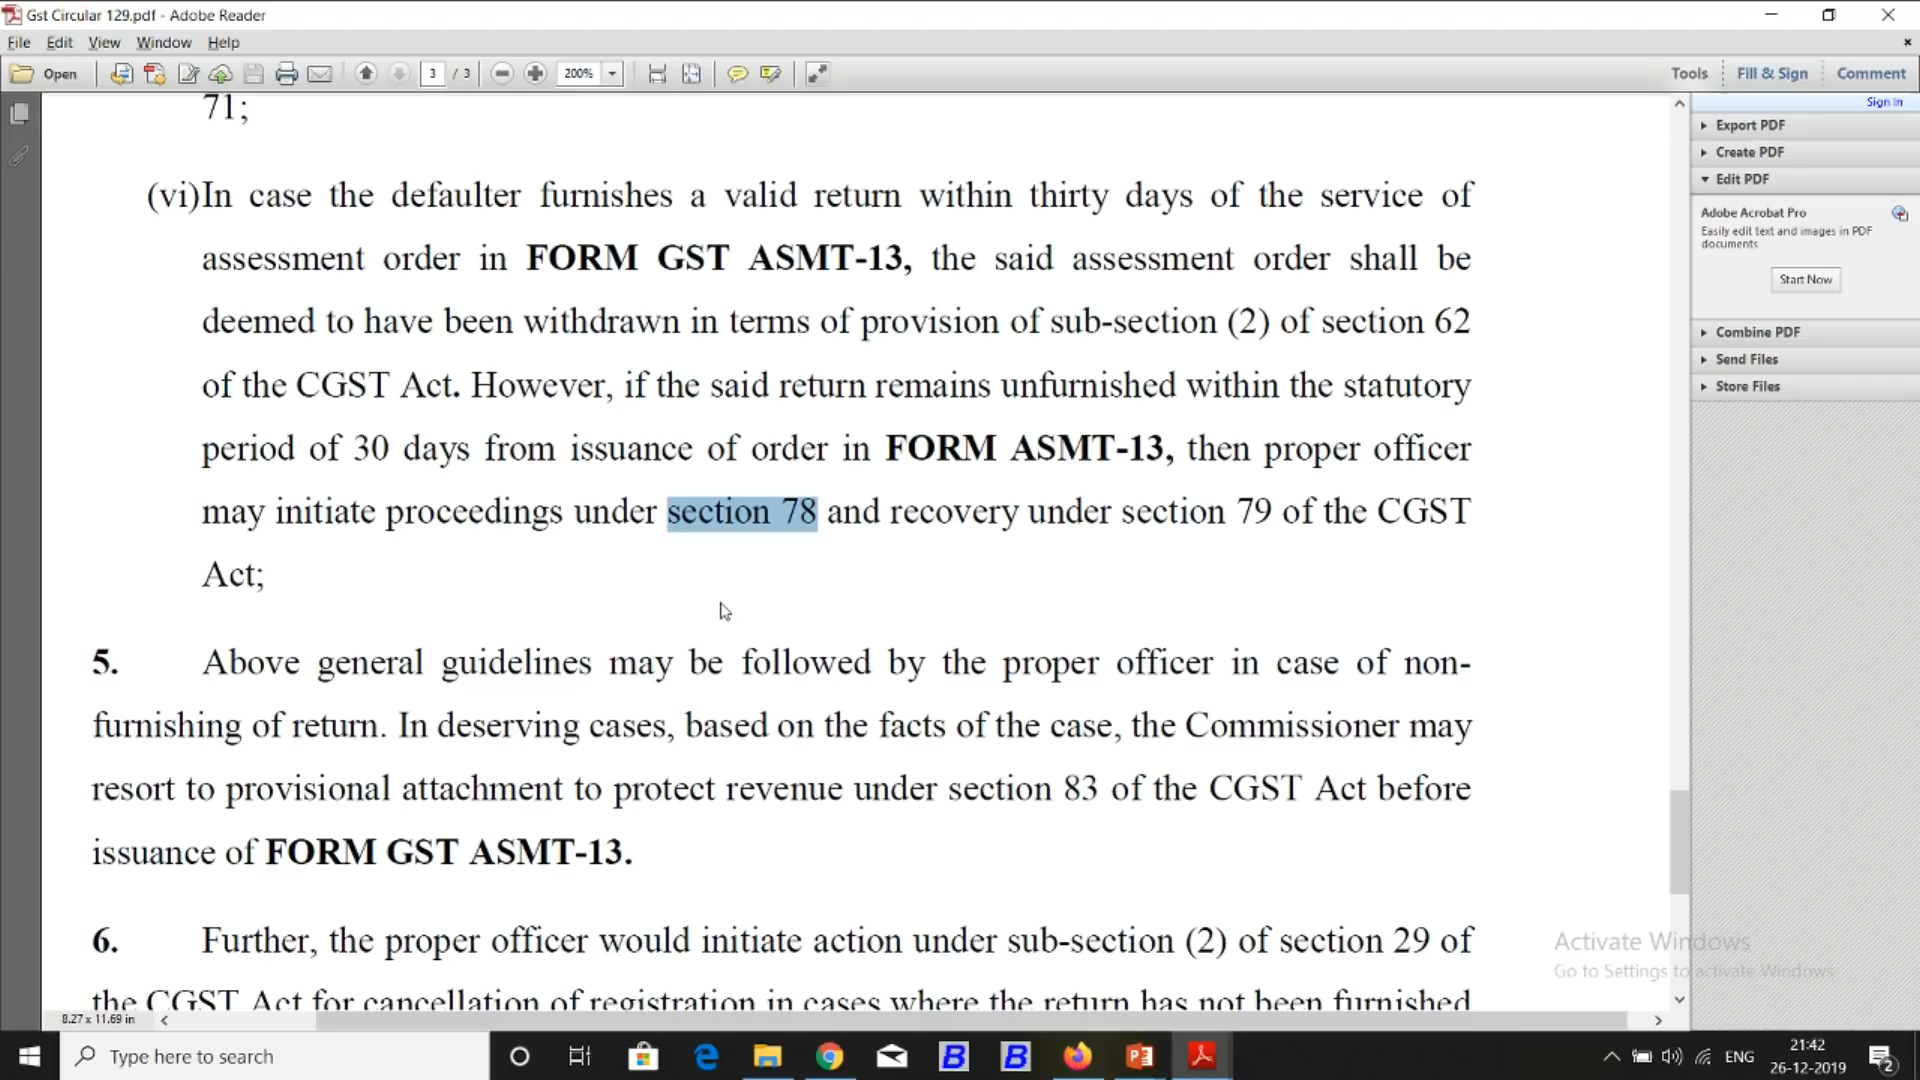 Gst Circular 129.pdf - Adobe Reader
File Edit View Window Help
Open 3 / 3 200% Tools Fill & Sign Comment
Sign In
Export PDF
Create PDF
Edit PDF
Adobe Acrobat Pro
Easily edit text and images in PDF
documents
Start Now
Combine PDF
Send Files
Store Files
71;
(vi)In case the defaulter furnishes a valid return within thirty days of the service of
assessment order in FORM GST ASMT-13, the said assessment order shall be
deemed to have been withdrawn in terms of provision of sub-section (2) of section 62
of the CGST Act. However, if the said return remains unfurnished within the statutory
period of 30 days from issuance of order in FORM ASMT-13, then proper officer
may initiate proceedings under section 78 and recovery under section 79 of the CGST
Act;
5. Above general guidelines may be followed by the proper officer in case of non-
furnishing of return. In deserving cases, based on the facts of the case, the Commissioner may
resort to provisional attachment to protect revenue under section 83 of the CGST Act before
issuance of FORM GST ASMT-13.
6. Further, the proper officer would initiate action under sub-section (2) of section 29 of
the CGST Act for cancellation of registration in cases where the return has not been furnished
Activate Windows
Go to Settings to activate Windows.
8.27 x 11.69 in
Type here to search
ENG
21:42
26-12-2019
2